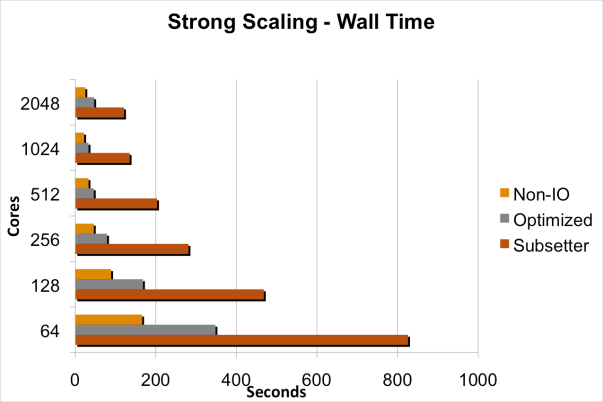 Strong Scaling - Wall Time
2048
1024
512
256
128
64
Cores
0 200 400 600 800 1000
Seconds
Non-IO
Optimized
Subsetter